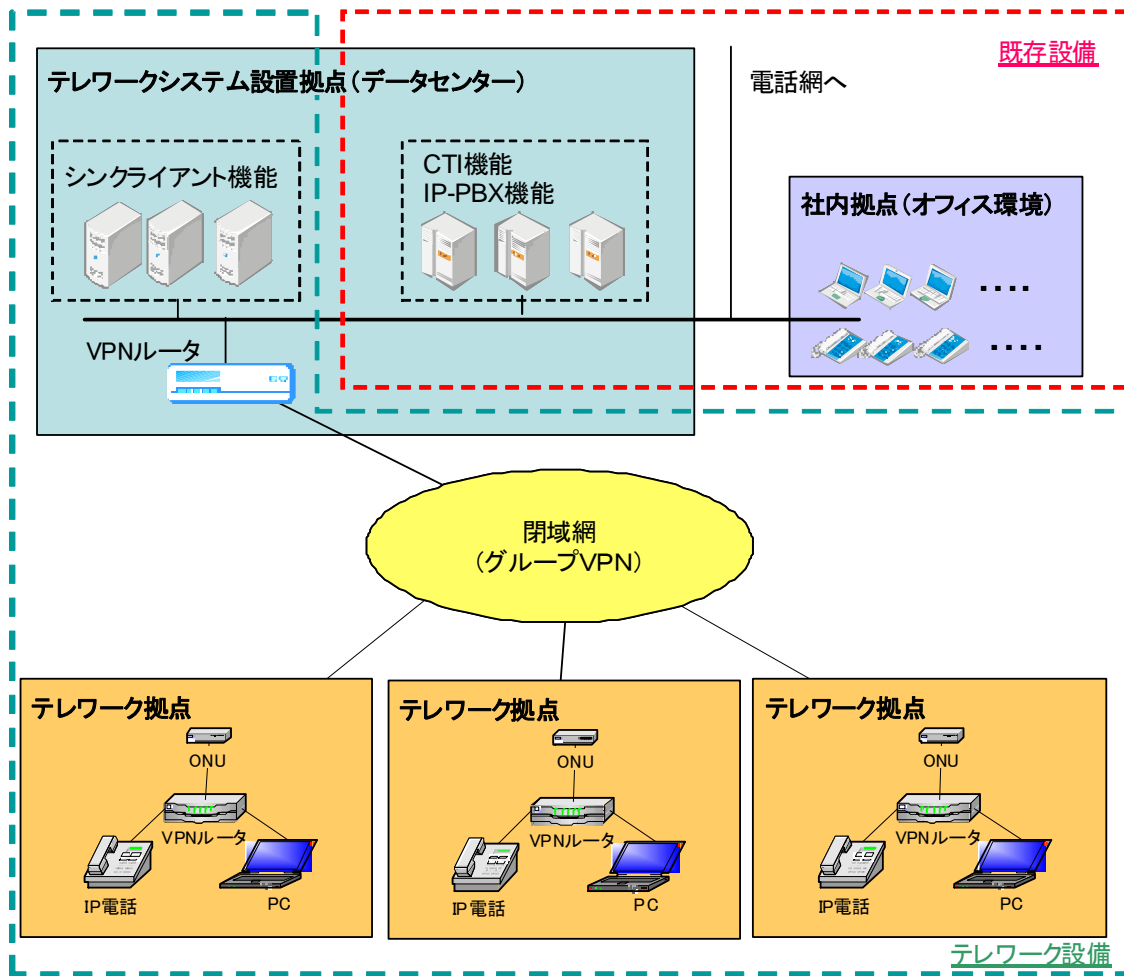 既存設備
テレワークシステム設置拠点(データセンター)
電話網へ
シンクライアント機能
CTI機能
IP-PBX機能
社内拠点(オフィス環境)
‥‥
‥‥
VPNルータ
閉域網
(グループVPN)
テレワーク拠点
ONU
VPNルータ
IP電話
PC
テレワーク拠点
ONU
VPNルータ
IP電話
PC
テレワーク拠点
ONU
VPNルータ
IP電話
PC
テレワーク設備